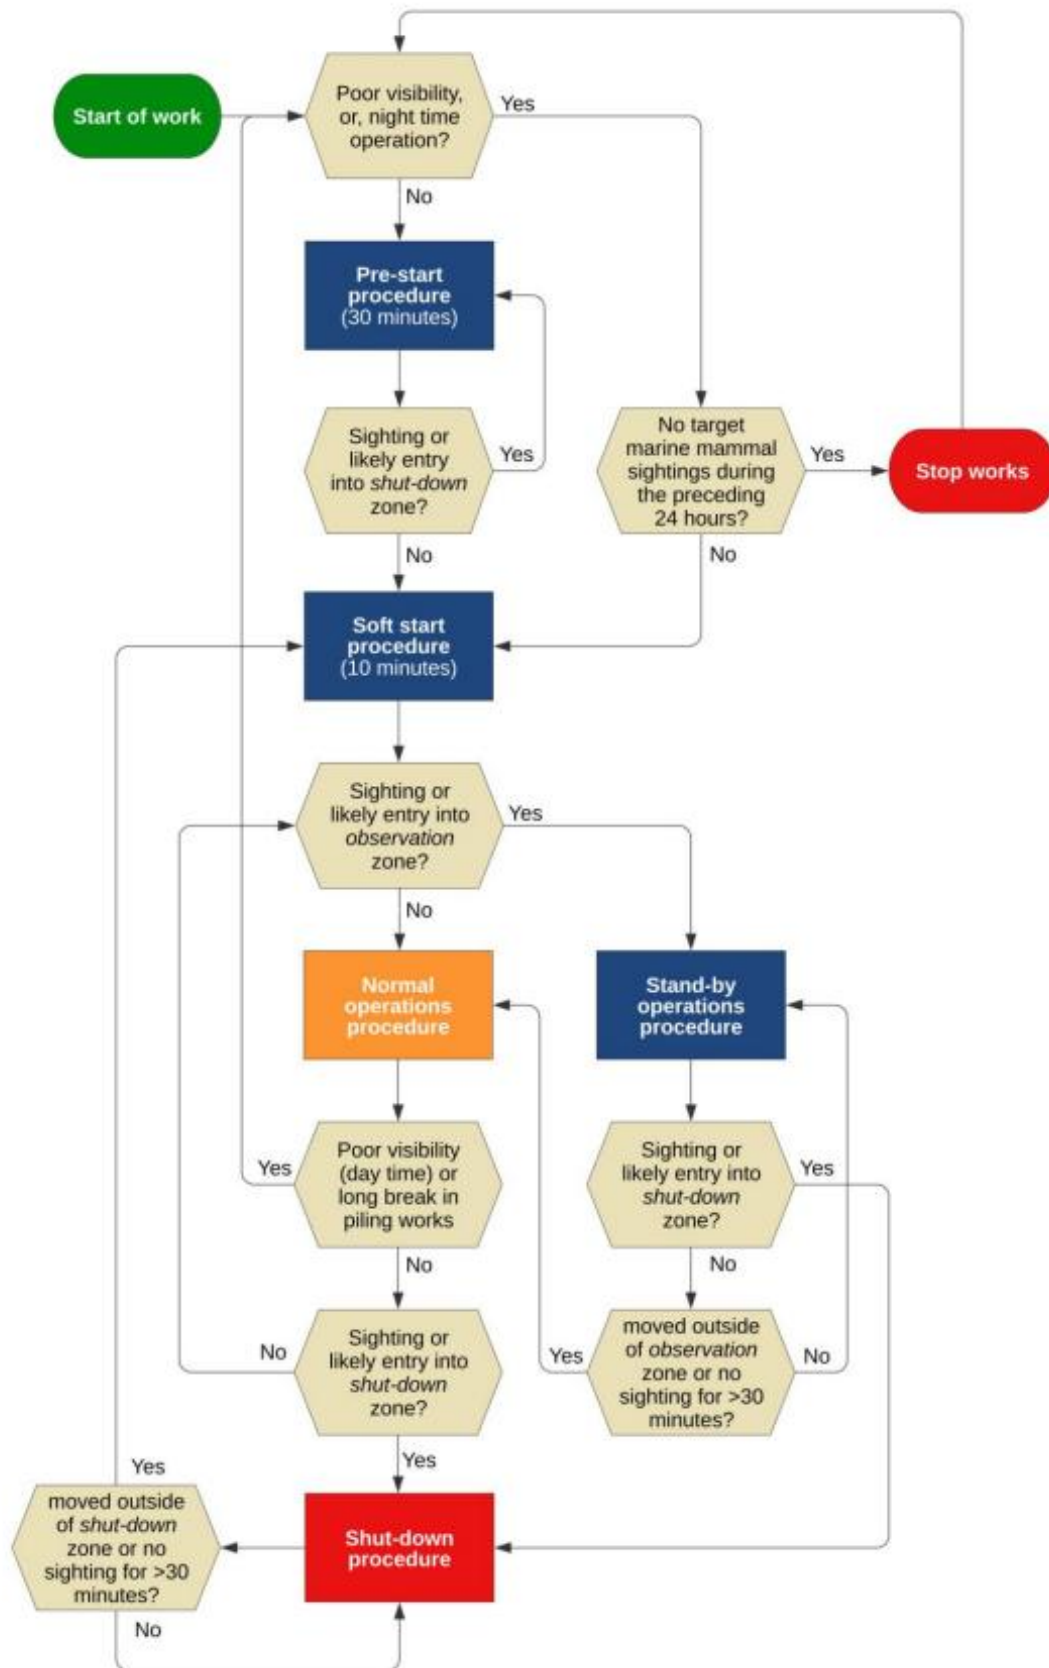 Start of work
Poor visibility,
or, night time
operation?
Yes
No
Pre-start
procedure
(30 minutes)
Sighting or
likely entry
into shut-down
zone?
Yes
No target
marine mammal
sightings during
the preceding
24 hours?
Yes
Stop works
No
No
Soft start
procedure
(10 minutes)
Sighting or
likely entry into
observation
zone?
Yes
No
Normal
operations
procedure
Stand-by
operations
procedure
Yes
Poor visibility
(day time) or
long break in
piling works
Sighting or
likely entry into
shut-down
zone?
Yes
No
No
No
Sighting or
likely entry into
shut-down
zone?
Yes
moved outside
of observation
zone or no
sighting for >30
minutes?
No
Yes
Yes
moved outside
of shut-down
zone or no
sighting for >30
minutes?
Shut-down
procedure
No